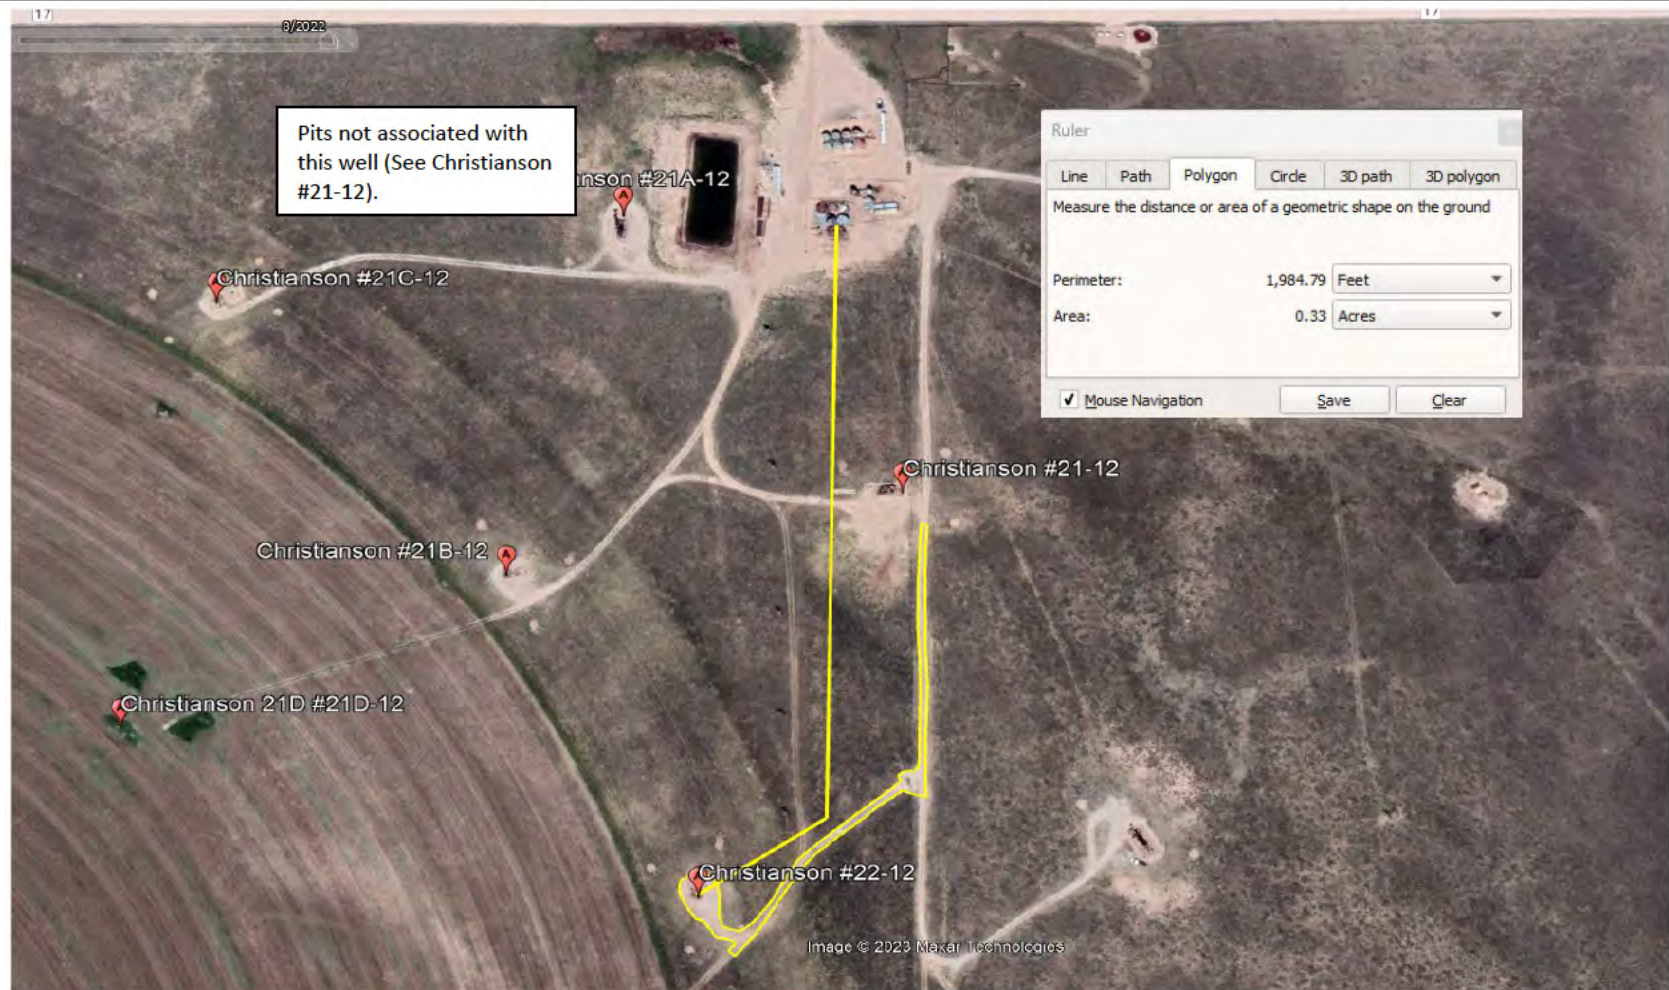 17
17
8/2022
Pits not associated with
this well (See Christianson
#21-12).
nson #21A-12
Ruler
Line Path Polygon Circle 3D path 3D polygon
Measure the distance or area of a geometric shape on the ground
Perimeter: 1,984.79 Feet
Area: 0.33 Acres
Mouse Navigation Save Clear
Christianson #21C-12
Christianson #21-12
Christianson #21B-12
Christianson 21D #21D-12
Christianson #22-12
Image © 2023 Maxar Technologies